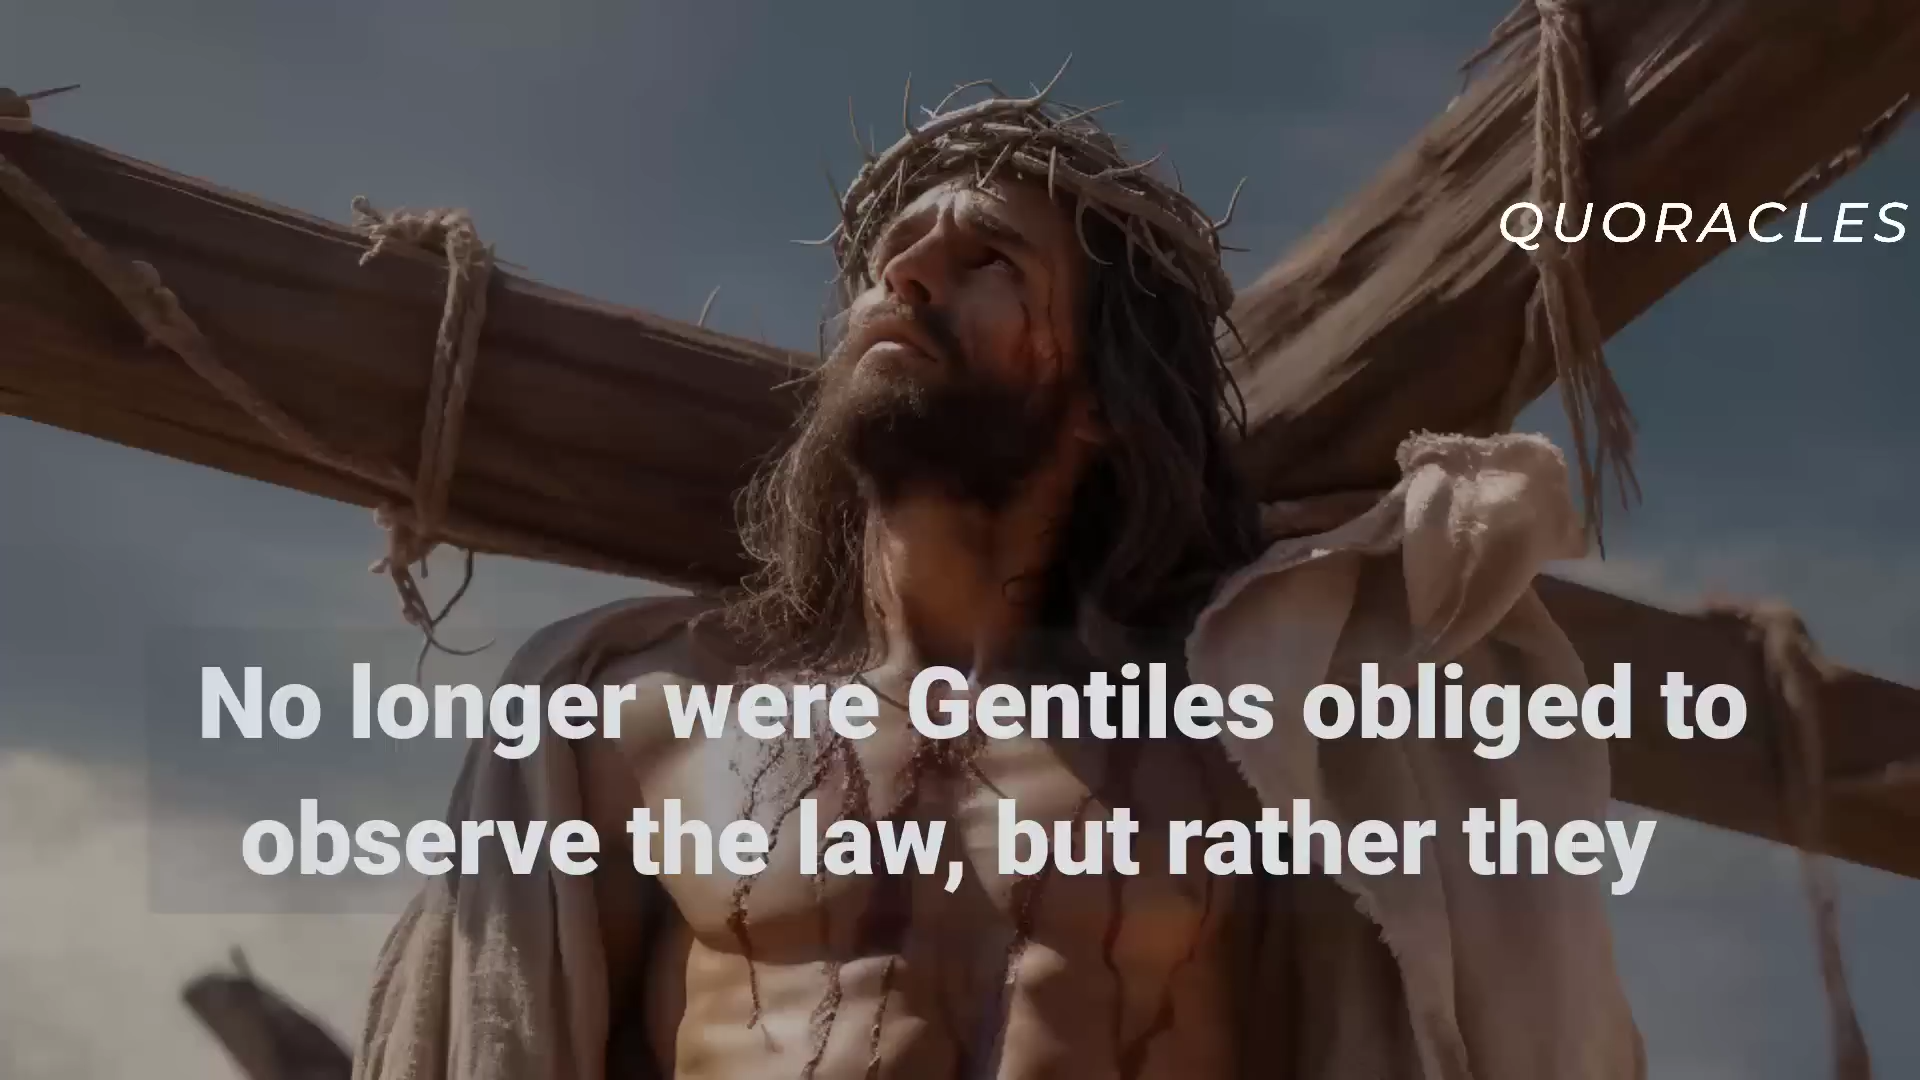 QUORACLES
No longer were Gentiles obliged to
observe the law, but rather they